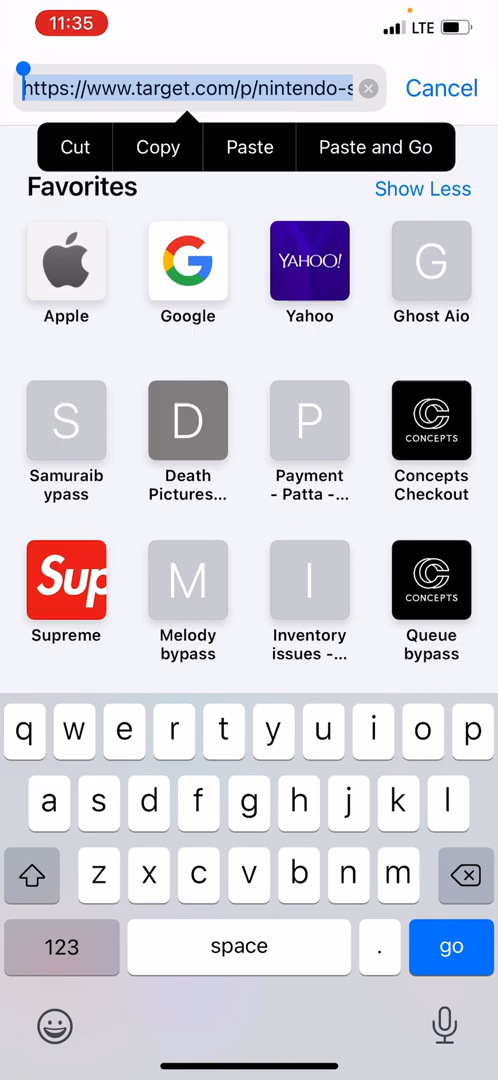 11:35
LTE
https://www.target.com/p/nintendo-s
Cancel
Cut
Copy
Paste
Paste and Go
Favorites
Show Less
YAHOO!
G
Apple
Google
Yahoo
Ghost Aio
S
D
P
CONCEPTS
Samuraib
ypass
Death
Pictures...
Payment
- Patta -...
Concepts
Checkout
Sup
M
I
CONCEPTS
Supreme
Melody
bypass
Inventory
issues -...
Queue
bypass
q w e r t y u i o p
a s d f g h j k l
z x c v b n m
123
space
.
go